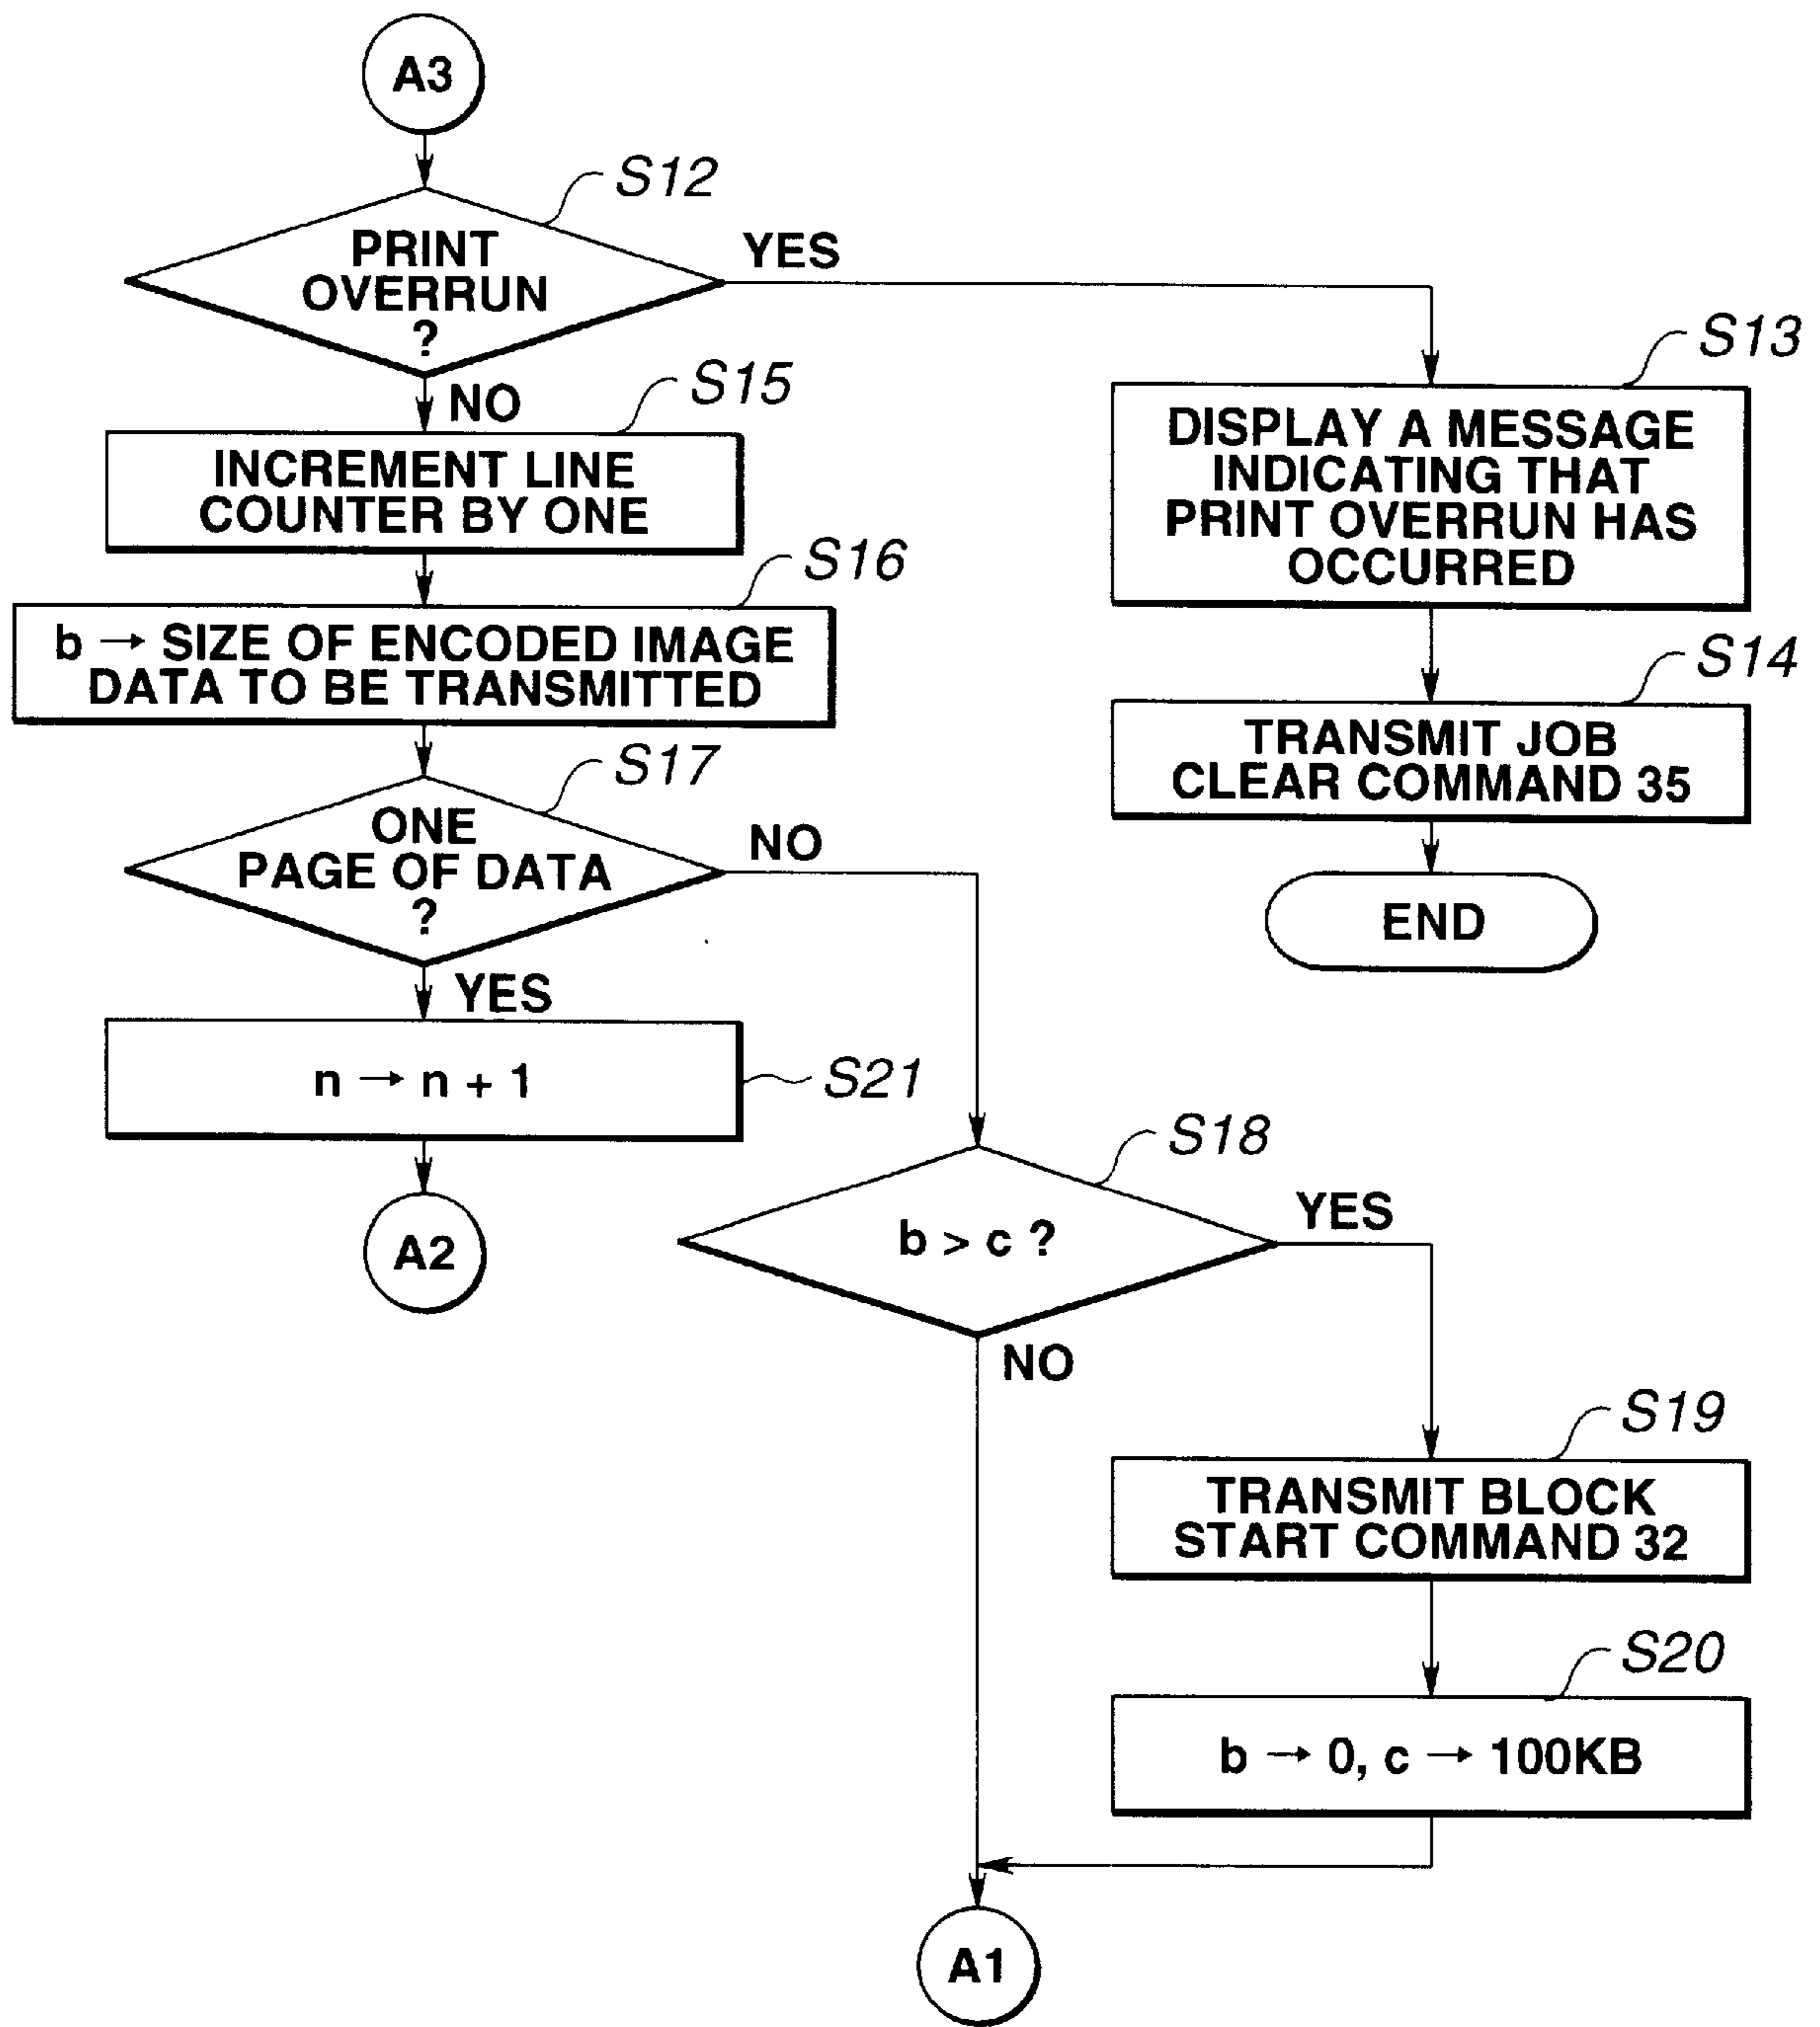 A3
S12
PRINT
OVERRUN
?
YES
NO
S13
DISPLAY A MESSAGE
INDICATING THAT
PRINT OVERRUN HAS
OCCURRED
S15
INCREMENT LINE
COUNTER BY ONE
S16
b → SIZE OF ENCODED IMAGE
DATA TO BE TRANSMITTED
S14
TRANSMIT JOB
CLEAR COMMAND 35
END
S17
ONE
PAGE OF DATA
?
NO
YES
n → n + 1
S21
A2
S18
b > c ?
YES
NO
S19
TRANSMIT BLOCK
START COMMAND 32
S20
b → 0, c → 100KB
A1